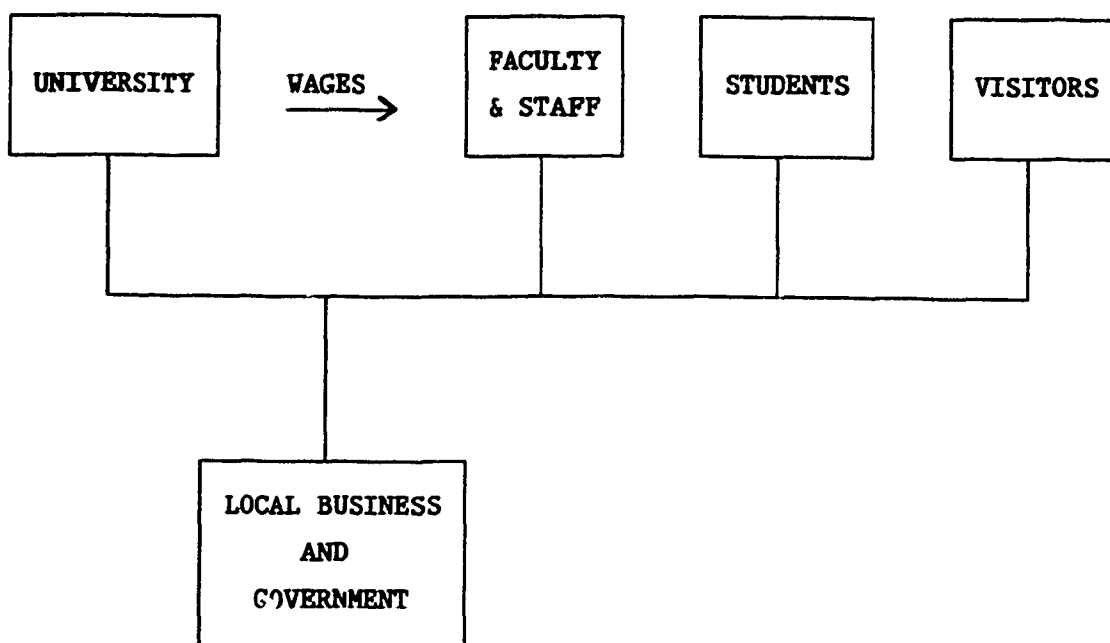 UNIVERSITY
WAGES
FACULTY
& STAFF
STUDENTS
VISITORS
LOCAL BUSINESS
AND
GOVERNMENT